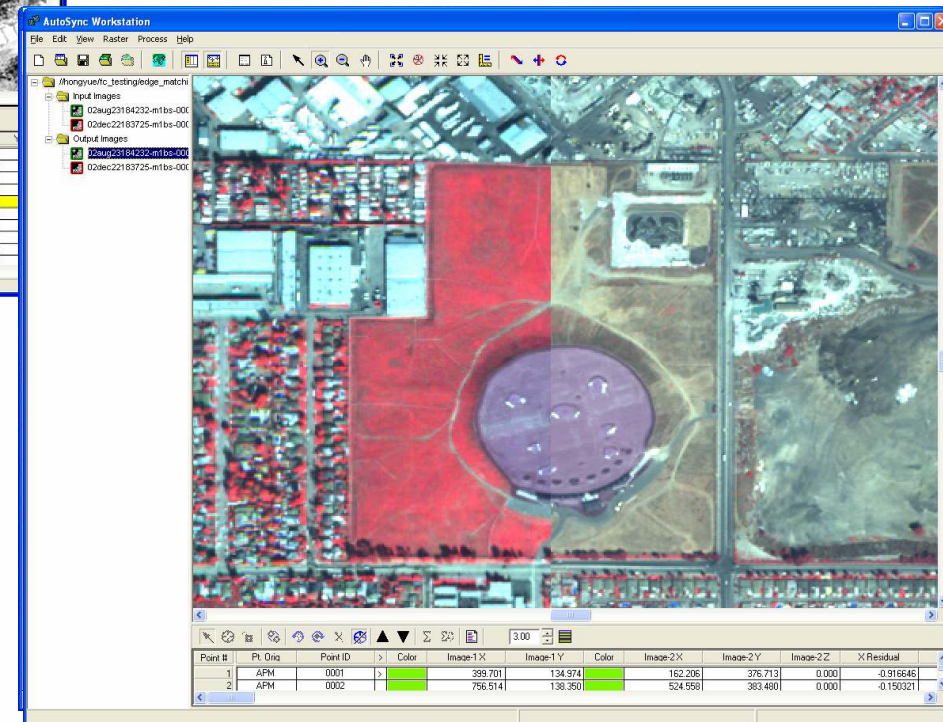 AutoSync Workstation
File Edit View Raster Process Help
//hongyue/fc_testing/edge_matchi
Input Images
02aug23184232-m1bs-000
02dec22183725-m1bs-000
Output Images
02aug23184232-m1bs-000
02dec22183725-m1bs-000
3.00
Point # Pt. Orig Point ID > Color Image-1 X Image-1 Y Color Image-2 X Image-2 Y Image-2 Z X Residual
1 APM 0001 > 399.701 134.974 162.206 376.713 0.000 -0.916646
2 APM 0002 756.514 138.350 524.558 383.480 0.000 -0.150321